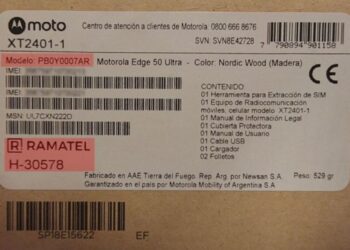 moto
Centro de atención a clientes de Motorola 0800 666 8676
XT2401-1
SVN: SVN8E42728
7 790894 901158
Modelo: PB0Y0007AR
Motorola Edge 50 Ultra - Color: Nordic Wood (Madera)
IMEI:
IMEI:
MSN: UL7CXN222D
CONTENIDO
01 Herramienta para Extracción de SIM
01 Equipo de Radiocomunicación
móviles, celular modelo XT2401-1
01 Manual de Información Legal
01 Cubierta Protectora
01 Manual de Usuario
01 Cable USB
01 Cargador
02 Folletos
RAMATEL
H-30578
Fabricado en AAE Tierra del Fuego, Rep. Arg por Newsan S.A.
Garantizado en el país por Motorola Mobility of Argentina S.A.
Peso: 529 gr
SP18E15622
EF